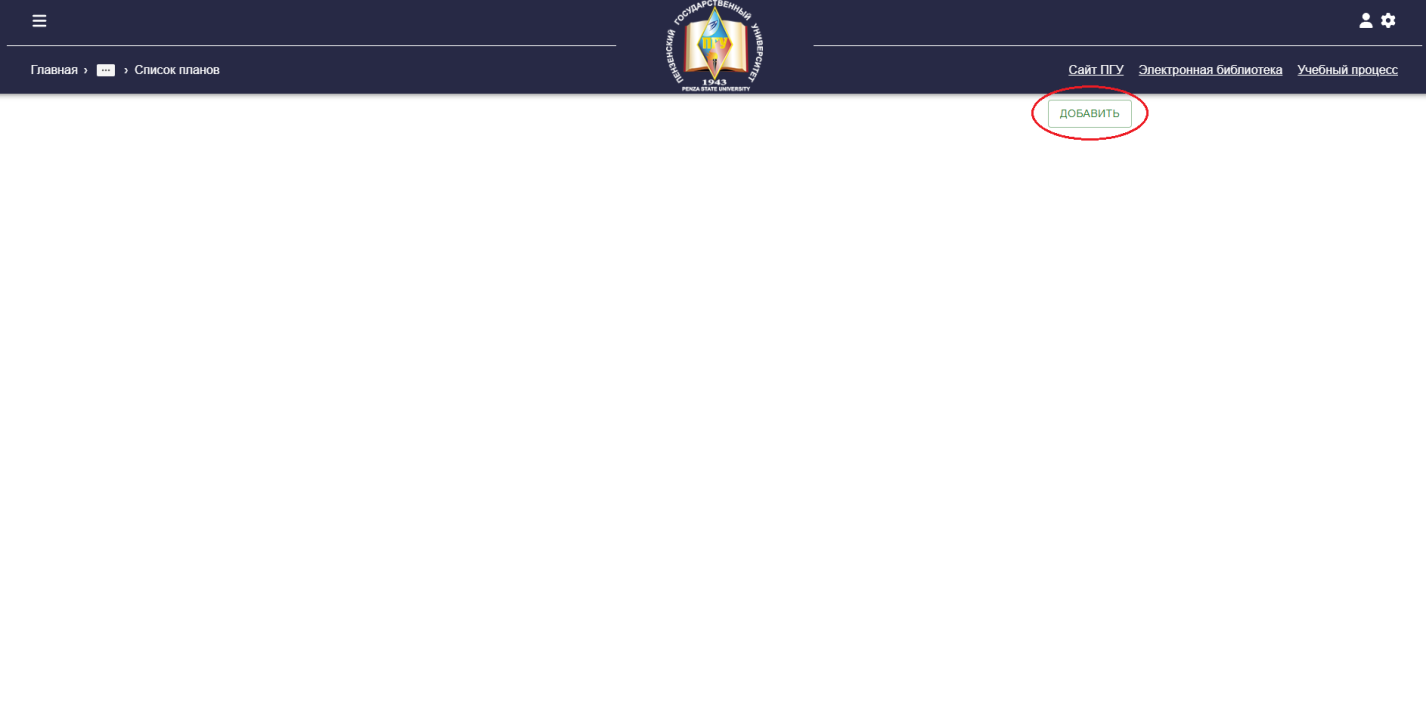 ПЕНЗЕНСКИЙ ГОСУДАРСТВЕННЫЙ УНИВЕРСИТЕТ
ПГУ
1943
PENZA STATE UNIVERSITY
Главная › ... › Список планов
Сайт ПГУ Электронная библиотека Учебный процесс
ДОБАВИТЬ